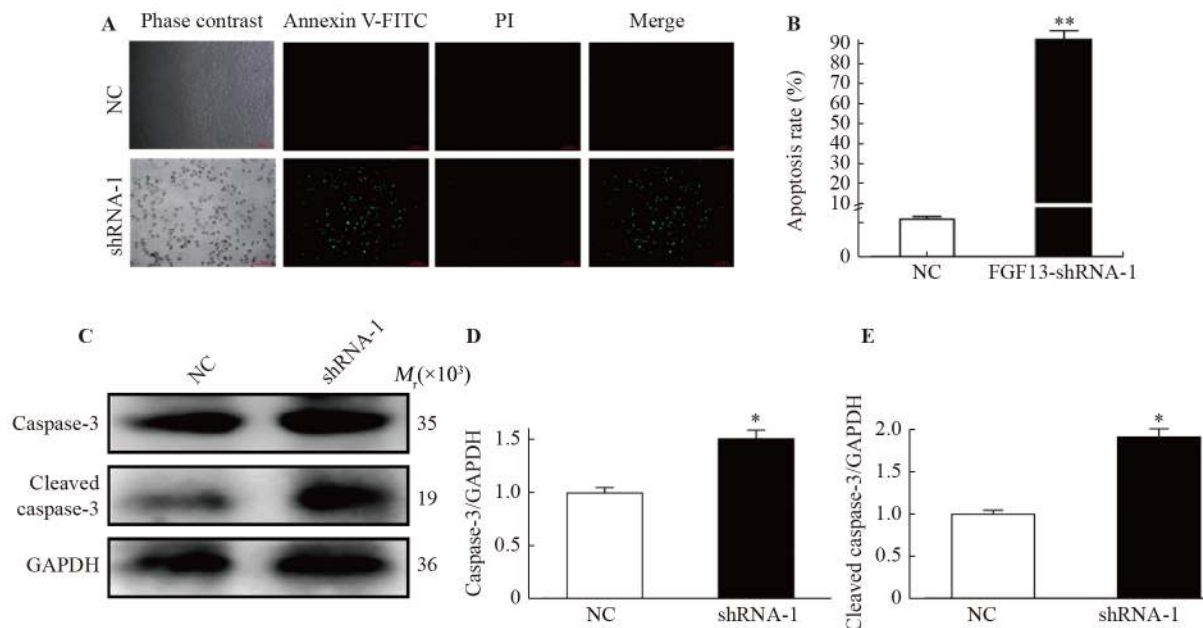 A
Phase contrast
Annexin V-FITC
PI
Merge
NC
shRNA-1
B
**
Apoptosis rate (%)
90
80
70
60
50
40
30
20
90
10
0
NC
FGF13-shRNA-1
C
NC
shRNA-1
Mr(×10³)
Caspase-3
35
Cleaved
caspase-3
19
GAPDH
36
D
*
Caspase-3/GAPDH
1.5
1.0
0.5
0
NC
shRNA-1
E
*
Cleaved caspase-3/GAPDH
2.0
1.5
1.0
0.5
0
NC
shRNA-1